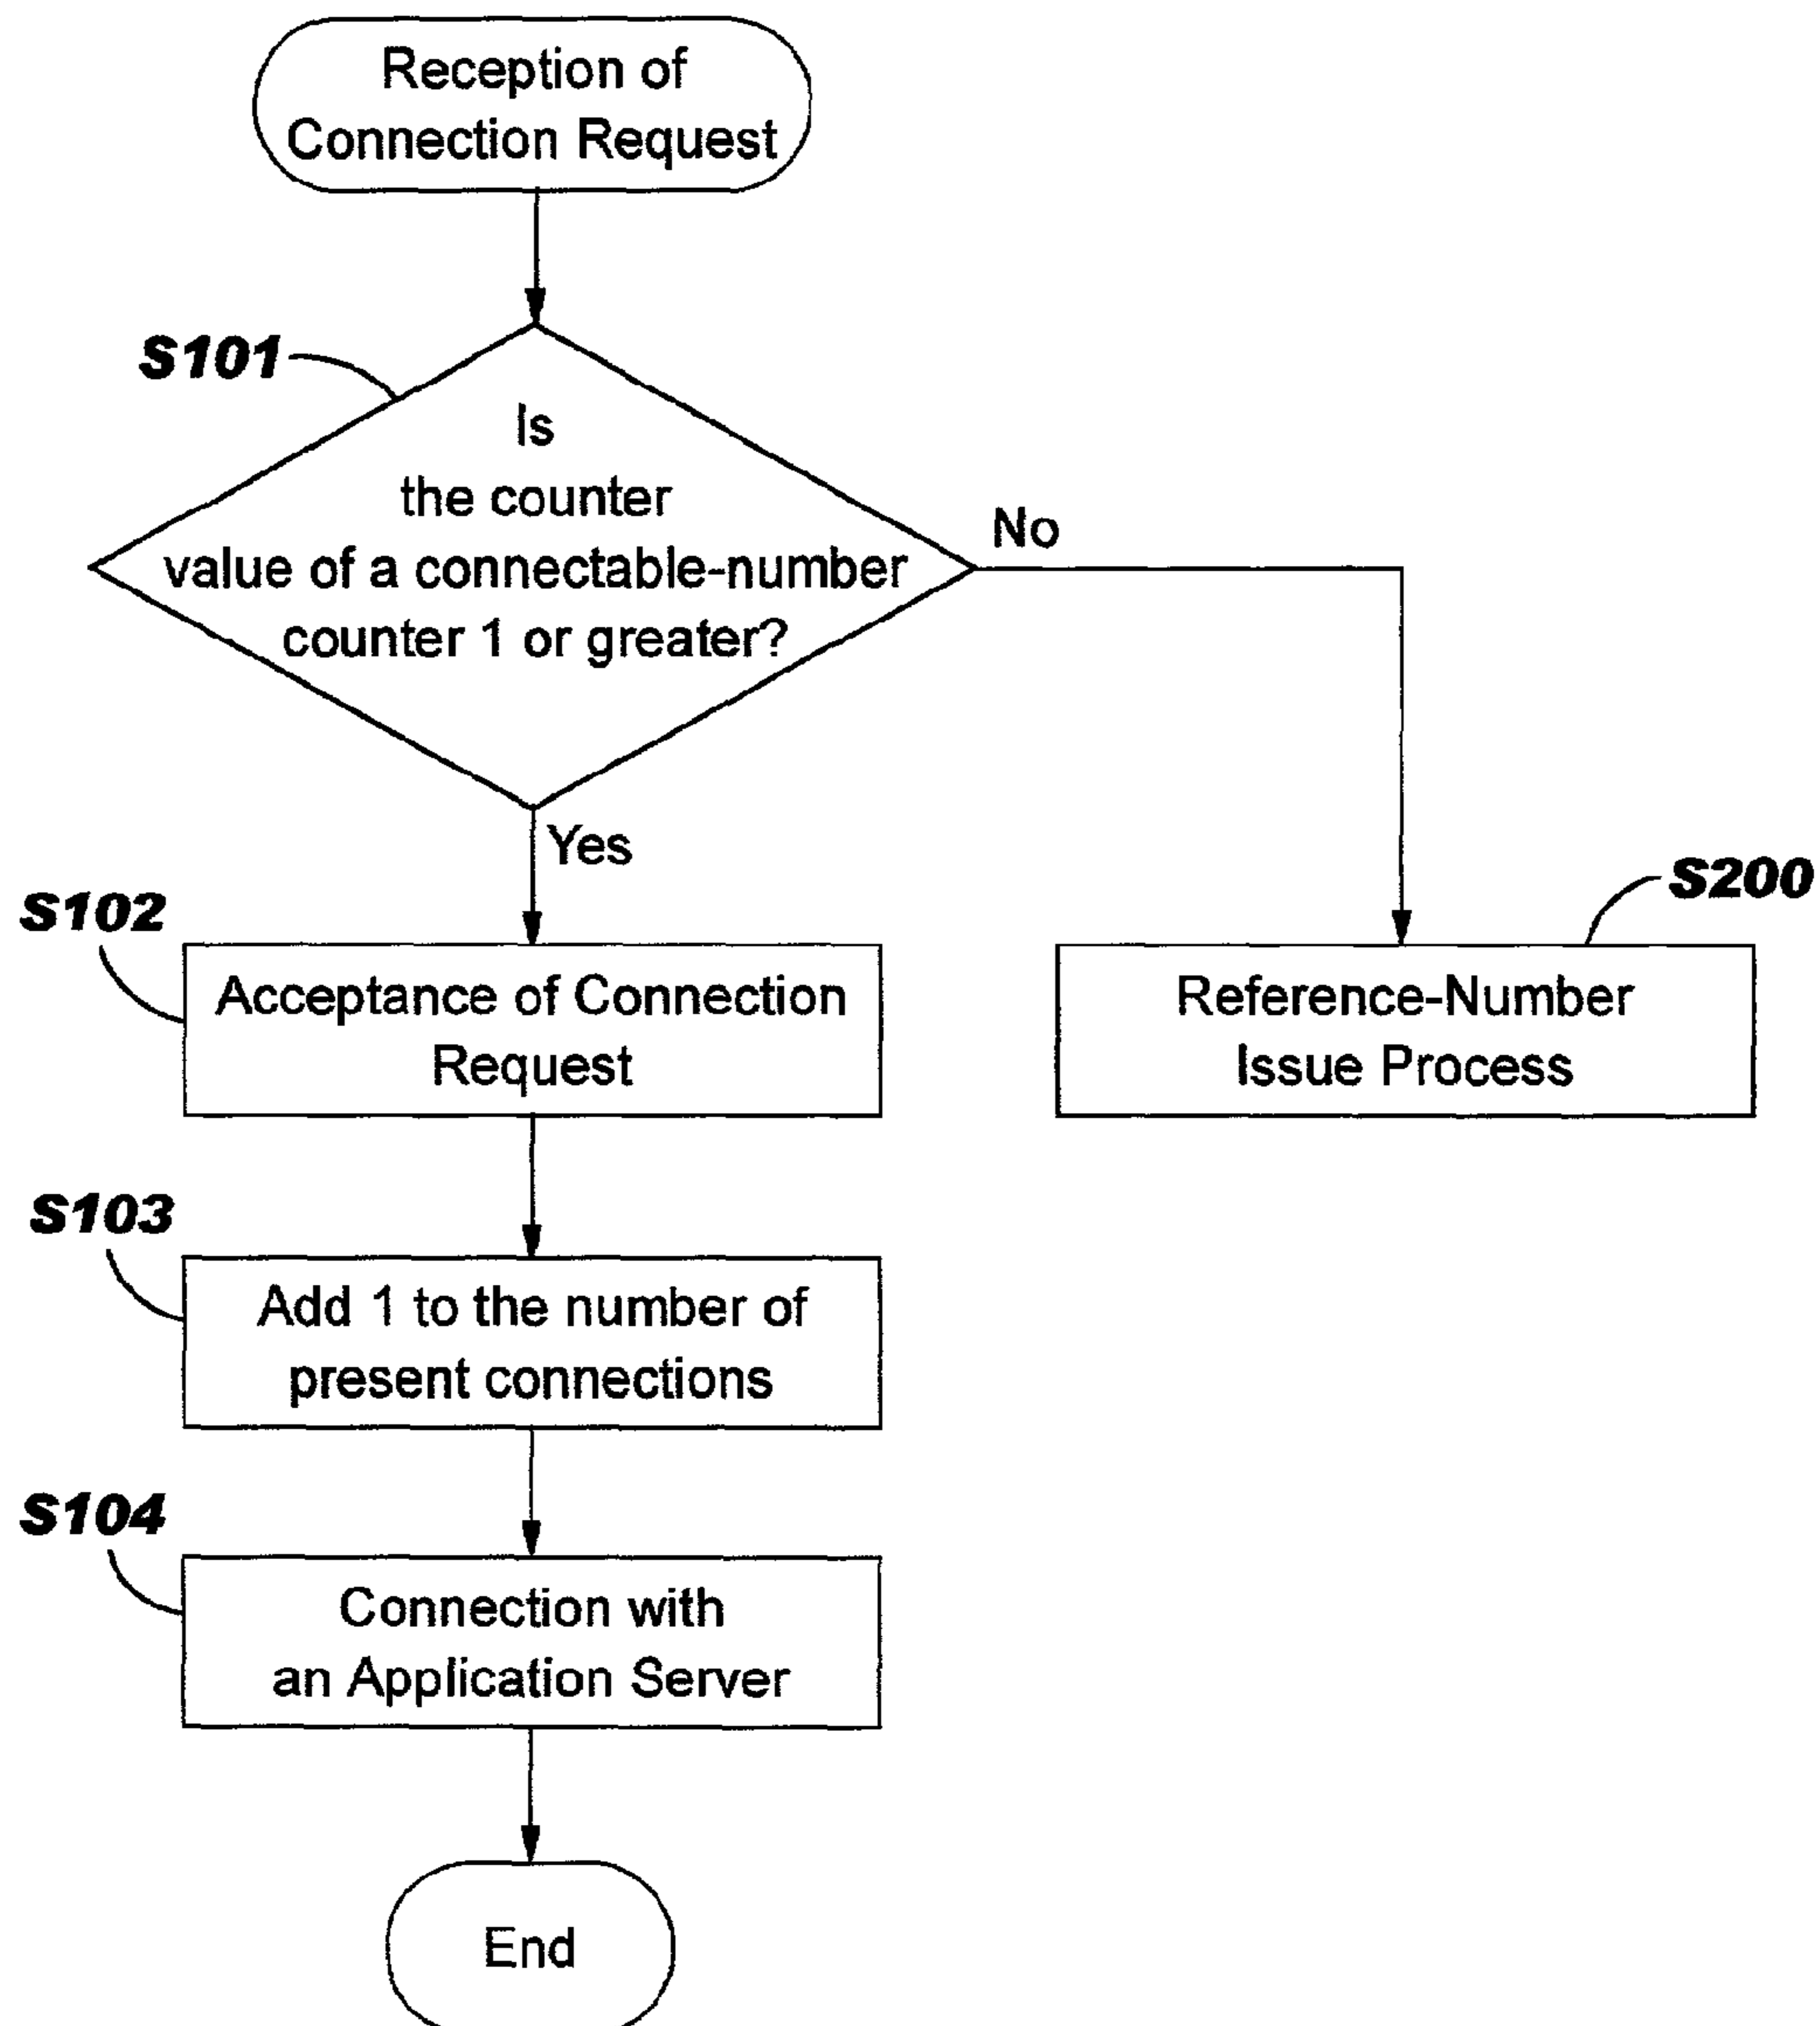 Reception of
Connection Request
S101
Is
the counter
value of a connectable-number
counter 1 or greater?
No
Yes
S102
Acceptance of Connection
Request
S200
Reference-Number
Issue Process
S103
Add 1 to the number of
present connections
S104
Connection with
an Application Server
End